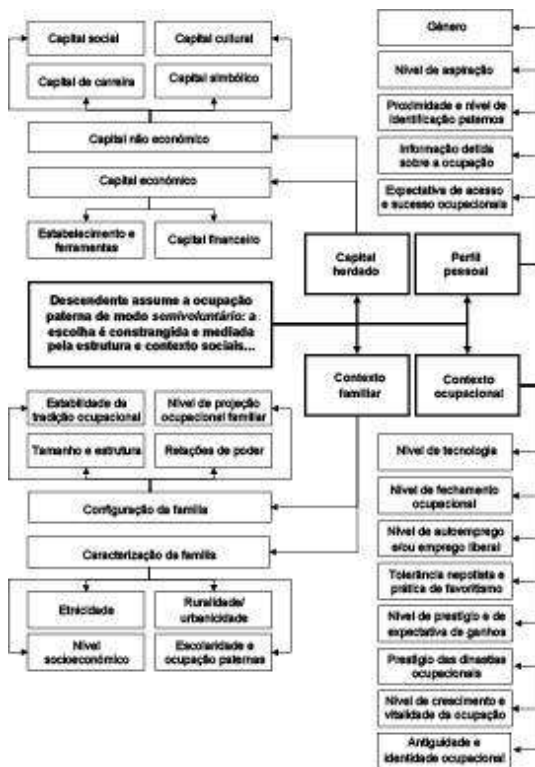 Capital social
Capital cultural
Capital de carreira
Capital simbólico
Capital não económico
Capital económico
Estabelecimento e
ferramentas
Capital financeiro
Género
Nível de aspiração
Proximidade e nível de
identificação paternos
Informação detida
sobre a ocupação
Expectativa de acesso
e sucesso ocupacionais
Capital
herdado
Perfil
pessoal
Descendente assume a ocupação
paterna de modo semivoluntário: a
escolha é constrangida e mediada
pela estrutura e contexto sociais...
Contexto
familiar
Contexto
ocupacional
Estabilidade da
tradição ocupacional
Nível de projeção
ocupacional familiar
Tamanho e estrutura
Relações de poder
Configuração da família
Caracterização da família
Etnicidade
Ruralidade/
urbanicidade
Nível
socioeconómico
Escolaridade e
ocupação paternas
Nível de tecnologia
Nível de fechamento
ocupacional
Nível de autoemprego
e/ou emprego liberal
Tolerância nepotista e
prática de favoritismo
Nível de prestígio e de
expectativa de ganhos
Prestígio das dinastias
ocupacionais
Nível de crescimento e
vitalidade da ocupação
Antiguidade e
identidade ocupacional